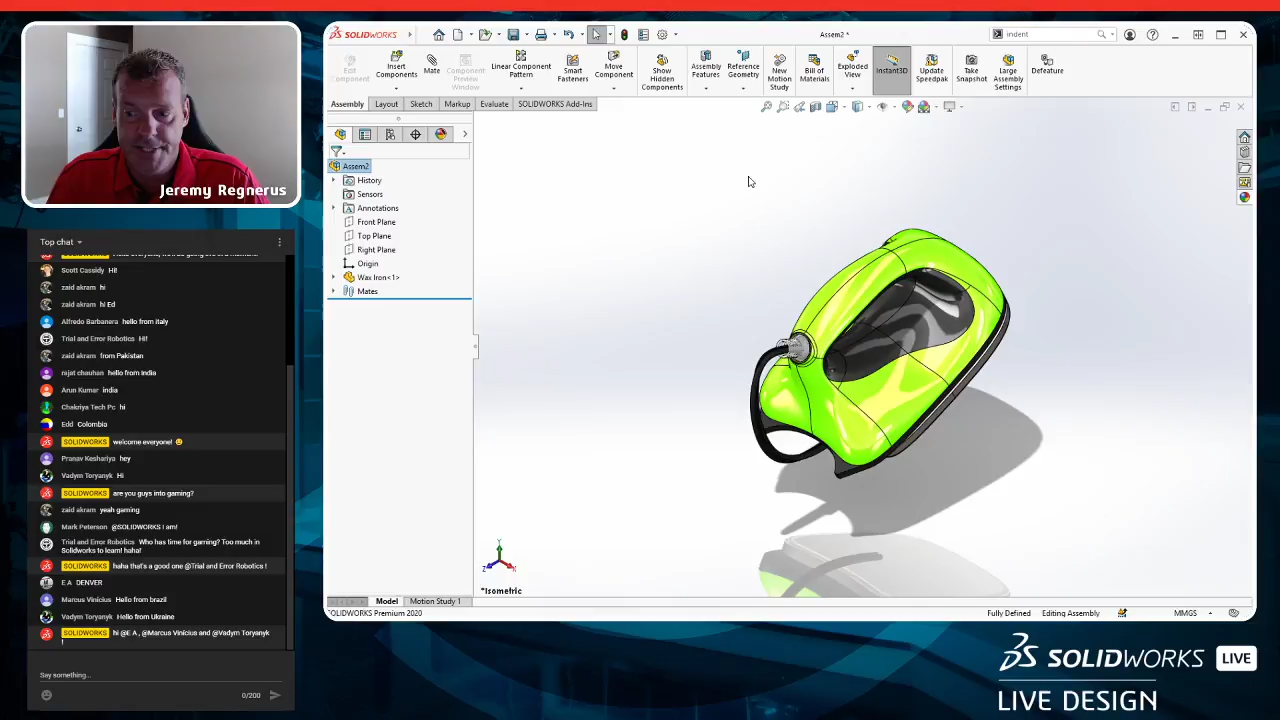 SOLIDWORKS
Assem2 *
indent
Edit Component
Insert Components
Mate
Component Preview Window
Linear Component Pattern
Smart Fasteners
Move Component
Show Hidden Components
Assembly Features
Reference Geometry
New Motion Study
Bill of Materials
Exploded View
Instant3D
Update Speedpak
Take Snapshot
Large Assembly Settings
Defeature
Assembly
Layout
Sketch
Markup
Evaluate
SOLIDWORKS Add-Ins
Assem2
History
Sensors
Annotations
Front Plane
Top Plane
Right Plane
Origin
Wax Iron<1>
Mates
Y
Z
X
*Isometric
Model
Motion Study 1
SOLIDWORKS Premium 2020
Fully Defined
Editing Assembly
MMGS
Jeremy Regnerus
Top chat
SOLIDWORKS
Scott Cassidy Hi!
zaid akram hi
zaid akram hi Ed
Alfredo Barbanera hello from italy
Trial and Error Robotics Hi!
zaid akram from Pakistan
rajat chauhan hello from India
Arun Kumar india
Chakriya Tech Pc hi
Edd Colombia
SOLIDWORKS welcome everyone!
Pranav Keshariya hey
Vadym Toryanyk Hi
SOLIDWORKS are you guys into gaming?
zaid akram yeah gaming
Mark Peterson @SOLIDWORKS I am!
Trial and Error Robotics Who has time for gaming? Too much in
Solidworks to learn! haha!
SOLIDWORKS haha that's a good one @Trial and Error Robotics !
E A DENVER
Marcus Vinícius Hello from brazil
Vadym Toryanyk Hello from Ukraine
SOLIDWORKS hi @E A , @Marcus Vinícius and @Vadym Toryanyk
!
Say something...
0/200
SOLIDWORKS LIVE
LIVE DESIGN